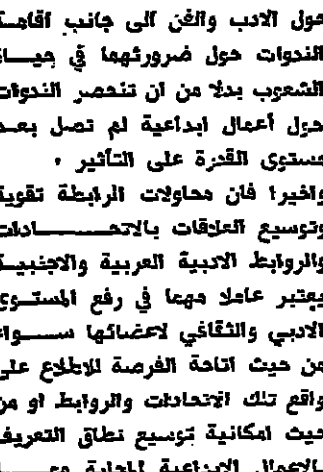 حول الادب والفن الى جانب اقامة
الندوات حول ضرورتهما في حياة
الشعوب بدلا من ان تنحصر الندوات
حول أعمال ابداعية لم تصل بعد
مستوى القدرة على التأثير .
واخيرا فان محاولات الرابطة تقوية
وتوسيع العلاقات بالاتحادات
والروابط الادبية العربية والاجنبية
يعتبر عاملا مهما في رفع المستوى
الادبي والثقافي لاعضائها سواء
من حيث اتاحة الفرصة للاطلاع على
واقع تلك الاتحادات والروابط او من
حيث امكانية توسيع نطاق التعريف
بالاعمال الابداعية المحلية